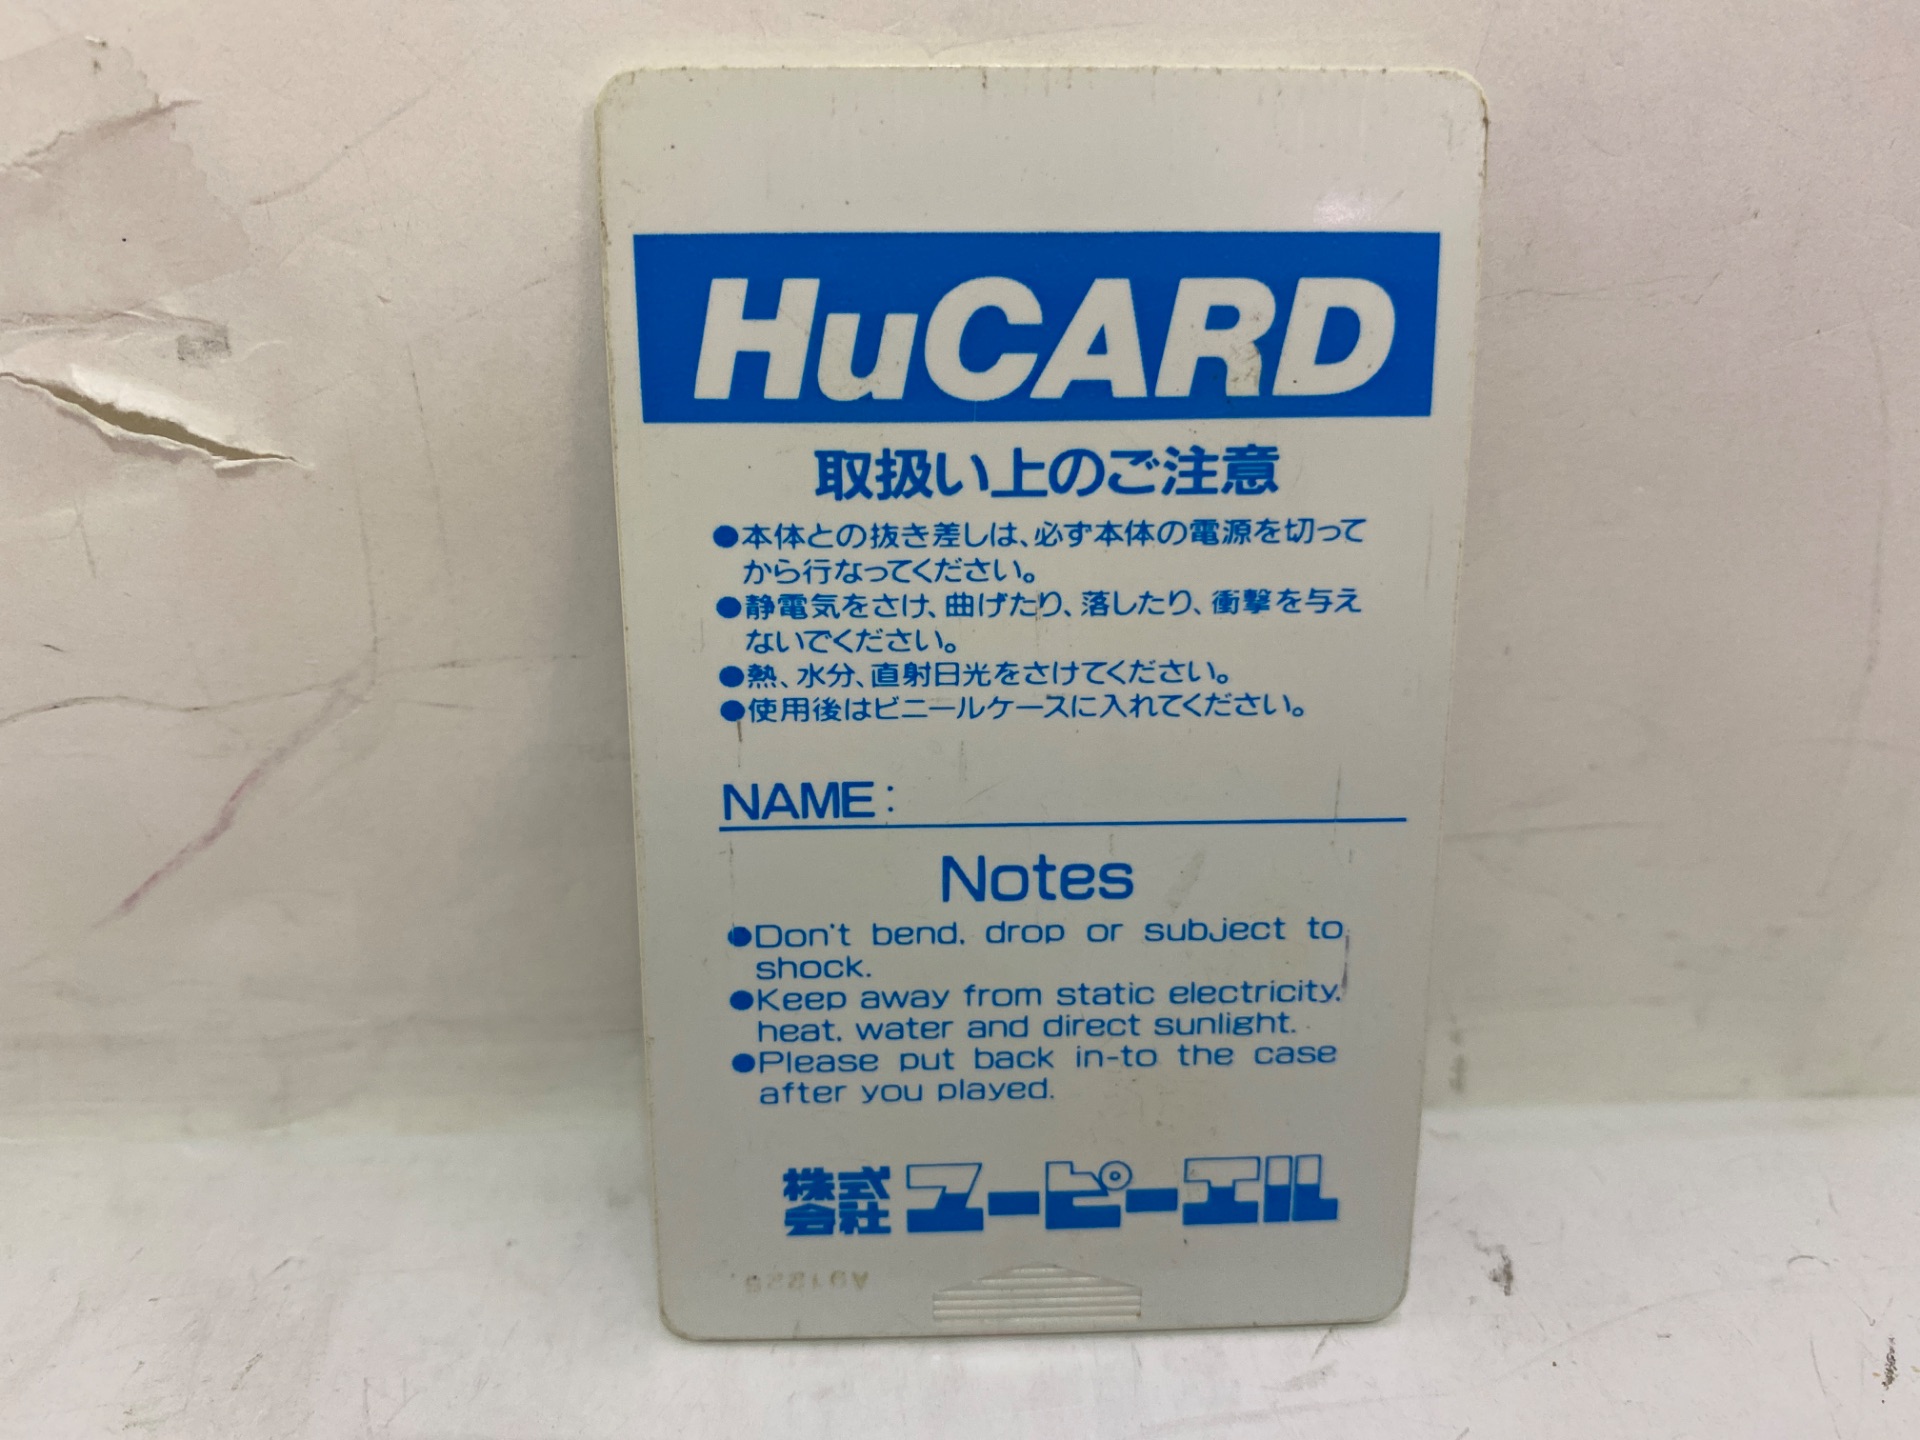 HuCARD
取扱い上のご注意
●本体との抜き差しは、必ず本体の電源を切って
から行なってください。
●静電気をさけ、曲げたり、落したり、衝撃を与え
ないでください。
●熱、水分、直射日光をさけてください。
●使用後はビニールケースに入れてください。
NAME:
Notes
●Don't bend, drop or subject to
shock.
●Keep away from static electricity,
heat, water and direct sunlight.
●Please put back in-to the case
after you played.
株式会社 ユーピーエル